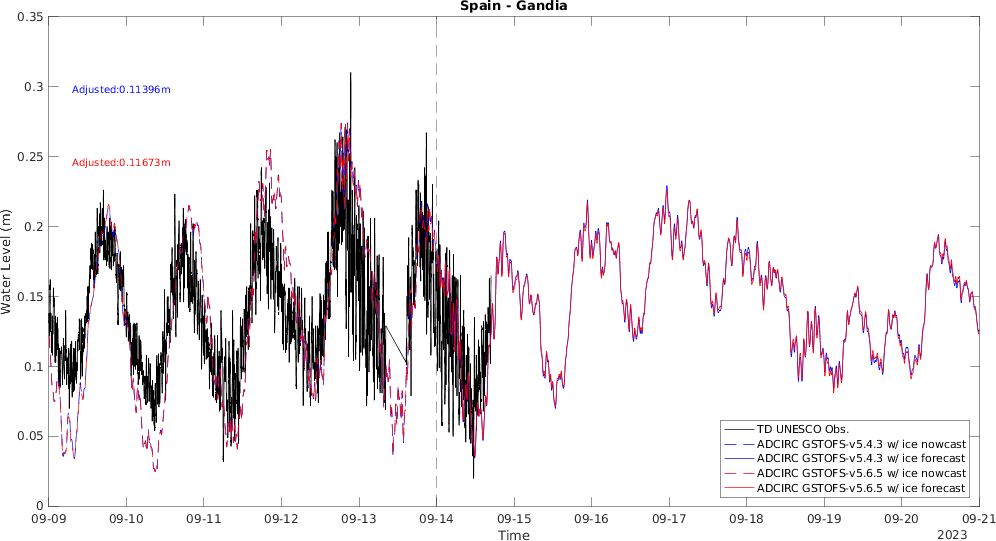 Spain - Gandia
0.35
0.3
0.25
0.2
0.15
0.1
0.05
0
Water Level (m)
Adjusted:0.11396m
Adjusted:0.11673m
TD UNESCO Obs.
ADCIRC GSTOFS-v5.4.3 w/ ice nowcast
ADCIRC GSTOFS-v5.4.3 w/ ice forecast
ADCIRC GSTOFS-v5.6.5 w/ ice nowcast
ADCIRC GSTOFS-v5.6.5 w/ ice forecast
09-09 09-10 09-11 09-12 09-13 09-14 09-15 09-16 09-17 09-18 09-19 09-20 09-21
Time
2023